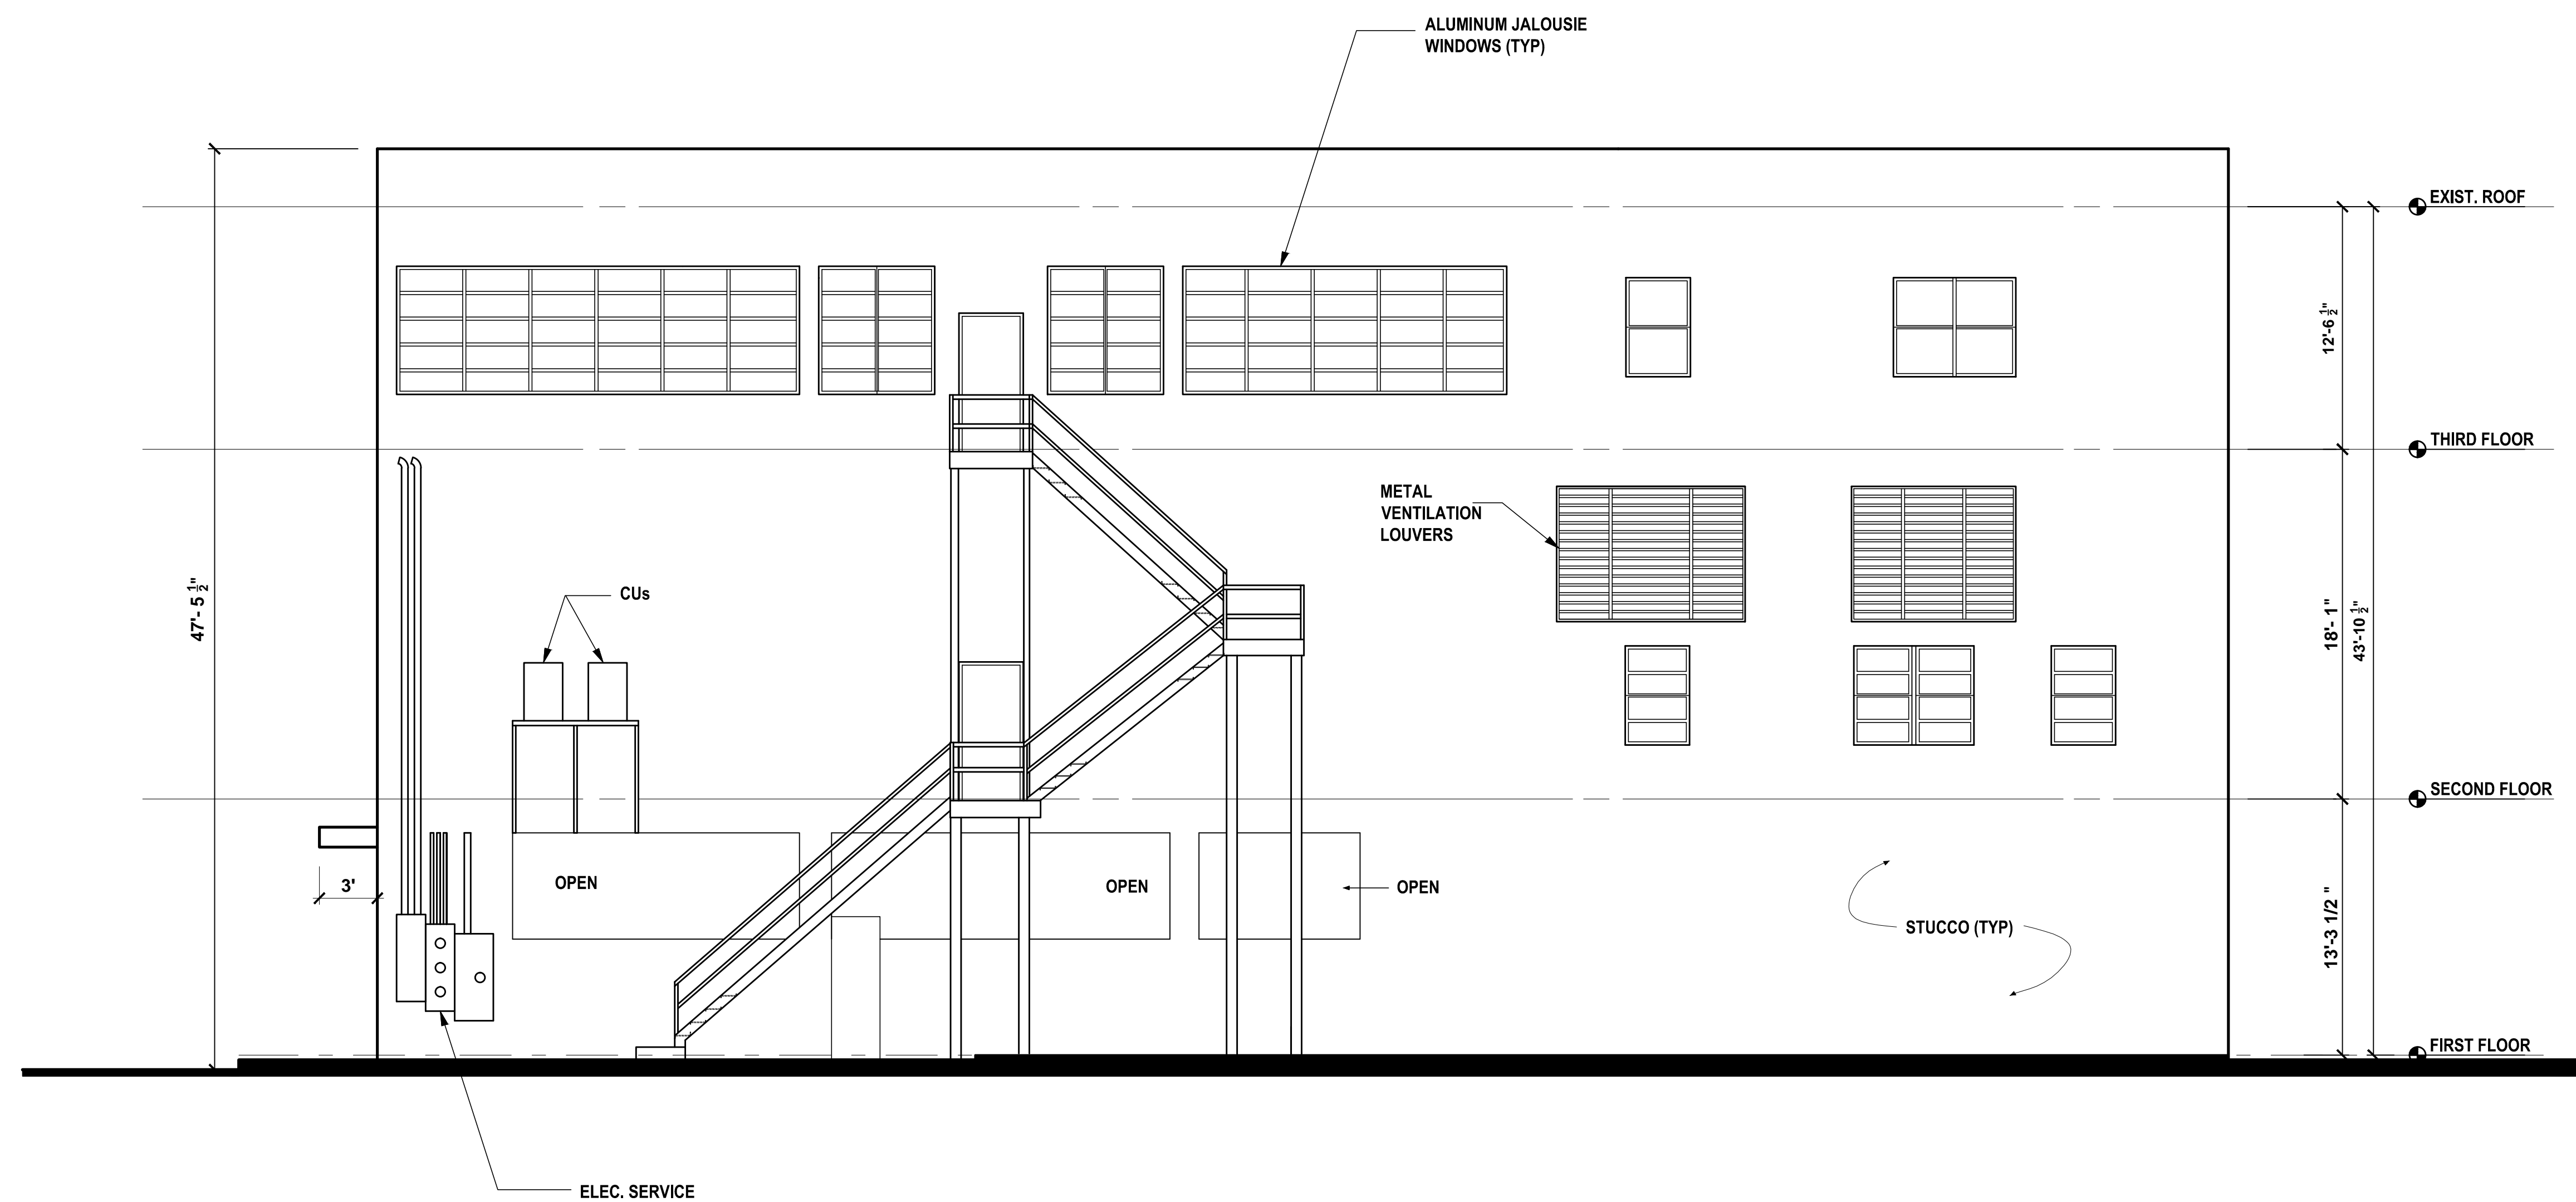 ALUMINUM JALOUSIE
WINDOWS (TYP)
EXIST. ROOF
12'-6 1/2"
THIRD FLOOR
METAL
VENTILATION
LOUVERS
47'- 5 1/2"
CUs
18'- 1"
43'-10 1/2"
SECOND FLOOR
3'
OPEN
OPEN
OPEN
STUCCO (TYP)
13'-3 1/2 "
FIRST FLOOR
ELEC. SERVICE